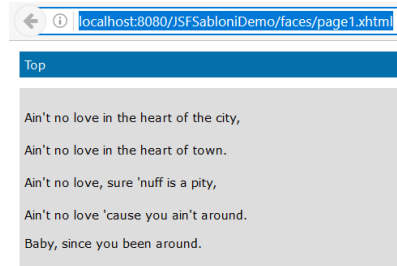 localhost:8080/JSFSabloniDemo/faces/page1.xhtml
Top
Ain't no love in the heart of the city,
Ain't no love in the heart of town.
Ain't no love, sure 'nuff is a pity,
Ain't no love 'cause you ain't around.
Baby, since you been around.